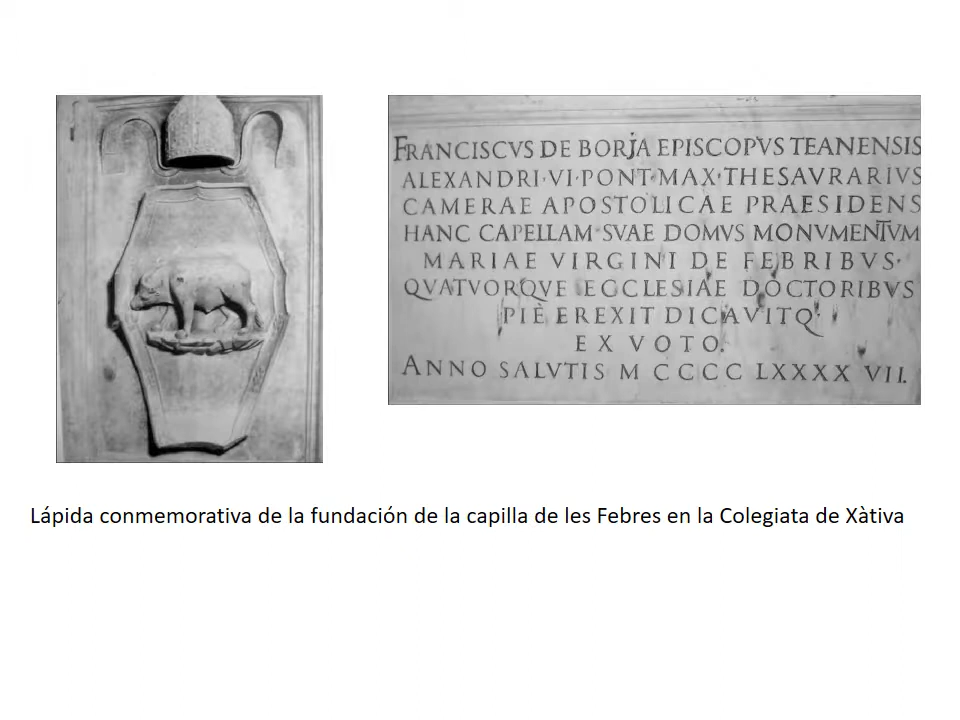 FRANCISCVS DE BORJA EPISCOPVS TEANENSIS
ALEXANDRI·VI·PONT·MAX·THESAVRARIVS
CAMERAE APOSTOLICAE PRAESIDENS
HANC CAPELLAM·SVAE DOMVS MONVMENTVM
MARIAE VIRGINI DE FEBRIBVS·
QVATVORQVE ECCLESIAE DOCTORIBVS
PIÈ EREXIT DICAVITQ·
EX VOTO.
ANNO SALVTIS M CCCC LXXXX VII.
Lápida conmemorativa de la fundación de la capilla de les Febres en la Colegiata de Xàtiva